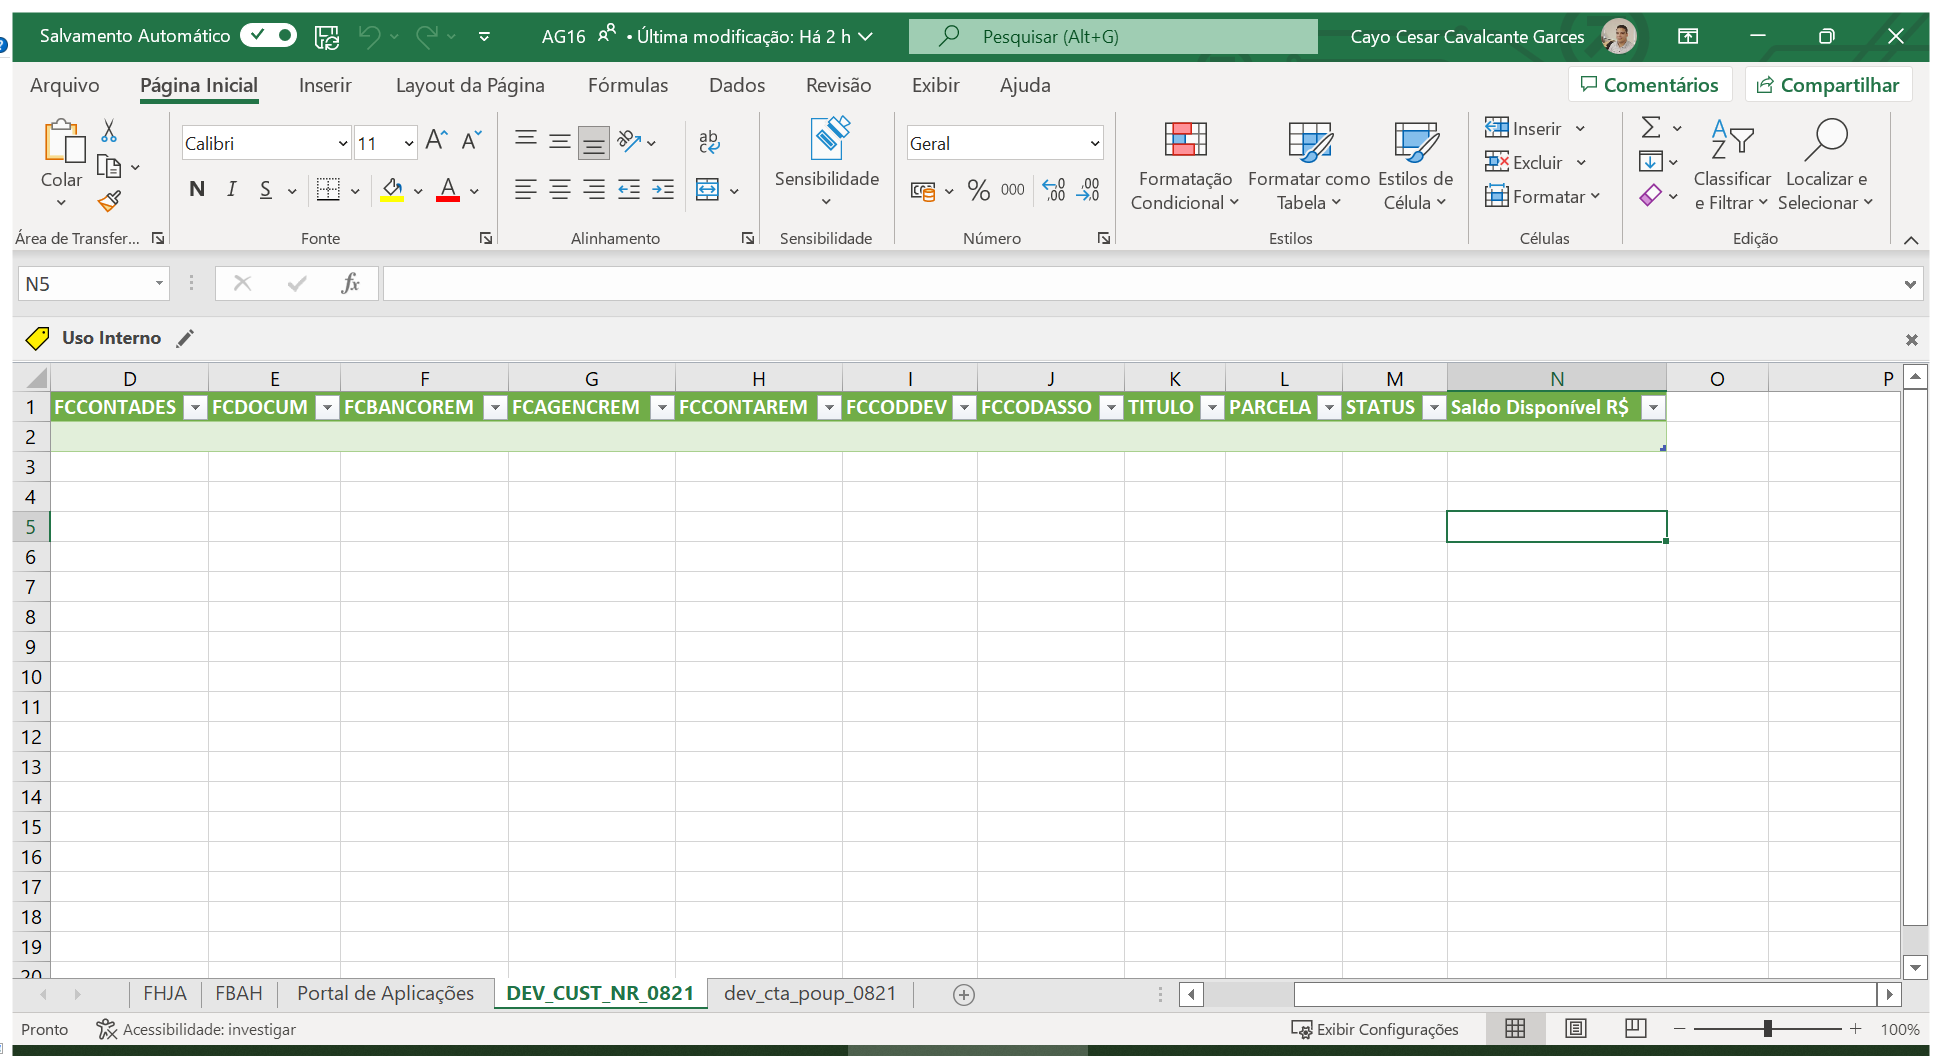 Salvamento Automático AG16 • Última modificação: Há 2 h Pesquisar (Alt+G) Cayo Cesar Cavalcante Garces
Arquivo Página Inicial Inserir Layout da Página Fórmulas Dados Revisão Exibir Ajuda Comentários Compartilhar
Colar
Área de Transfer...
Calibri 11 A A
N I S A
Fonte
ab
c
Alinhamento
Sensibilidade
Sensibilidade
Geral
% 000 ,00 ,00
Número
Formatação Condicional
Formatar como Tabela
Estilos de Célula
Estilos
Inserir
Excluir
Formatar
Células
Classificar e Filtrar
Localizar e Selecionar
Edição
N5 fx
Uso Interno
D E F G H I J K L M N O P
1 FCCONTADES FCDOCUM FCBANCOREM FCAGENCREM FCCONTAREM FCCODDEV FCCODASSO TITULO PARCELA STATUS Saldo Disponível R$
2
3
4
5
6
7
8
9
10
11
12
13
14
15
16
17
18
19
20
FHJA FBAH Portal de Aplicações DEV_CUST_NR_0821 dev_cta_poup_0821
Pronto Acessibilidade: investigar Exibir Configurações 100%